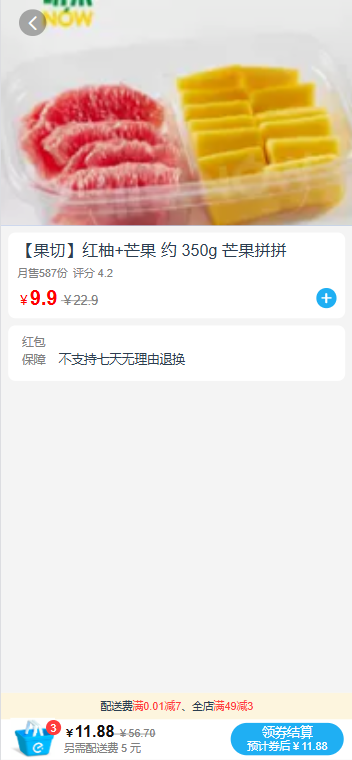 NOW
【果切】红柚+芒果 约 350g 芒果拼拼
月售587份 评分 4.2
￥9.9 ￥22.9
红包
保障 不支持七天无理由退换
配送费满0.01减7、全店满49减3
3
￥11.88 ￥56.70
另需配送费 5 元
领券结算
预计券后￥11.88